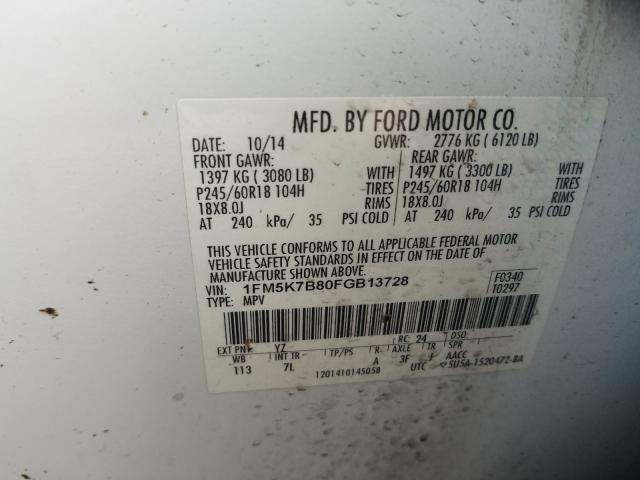 MFD. BY FORD MOTOR CO.
DATE: 10/14 GVWR: 2776 KG ( 6120 LB)
FRONT GAWR: REAR GAWR:
1397 KG ( 3080 LB) 1497 KG ( 3300 LB)
P245/60R18 104H TIRES P245/60R18 104H TIRES
18X8.0J RIMS 18X8.0J RIMS
AT 240 kPa/ 35 PSI COLD AT 240 kPa/ 35 PSI COLD
THIS VEHICLE CONFORMS TO ALL APPLICABLE FEDERAL MOTOR
VEHICLE SAFETY STANDARDS IN EFFECT ON THE DATE OF
MANUFACTURE SHOWN ABOVE.
VIN: 1FM5K7B80FGB13728 F0340
TYPE: MPV T0297
EXT PNT: YZ RC: 24 DSO:
WB INT TR TP/PS R AXLE TR SPR
113 7L A 3F J AACC
12014101450SB UTC 5U5A-1520472-BA